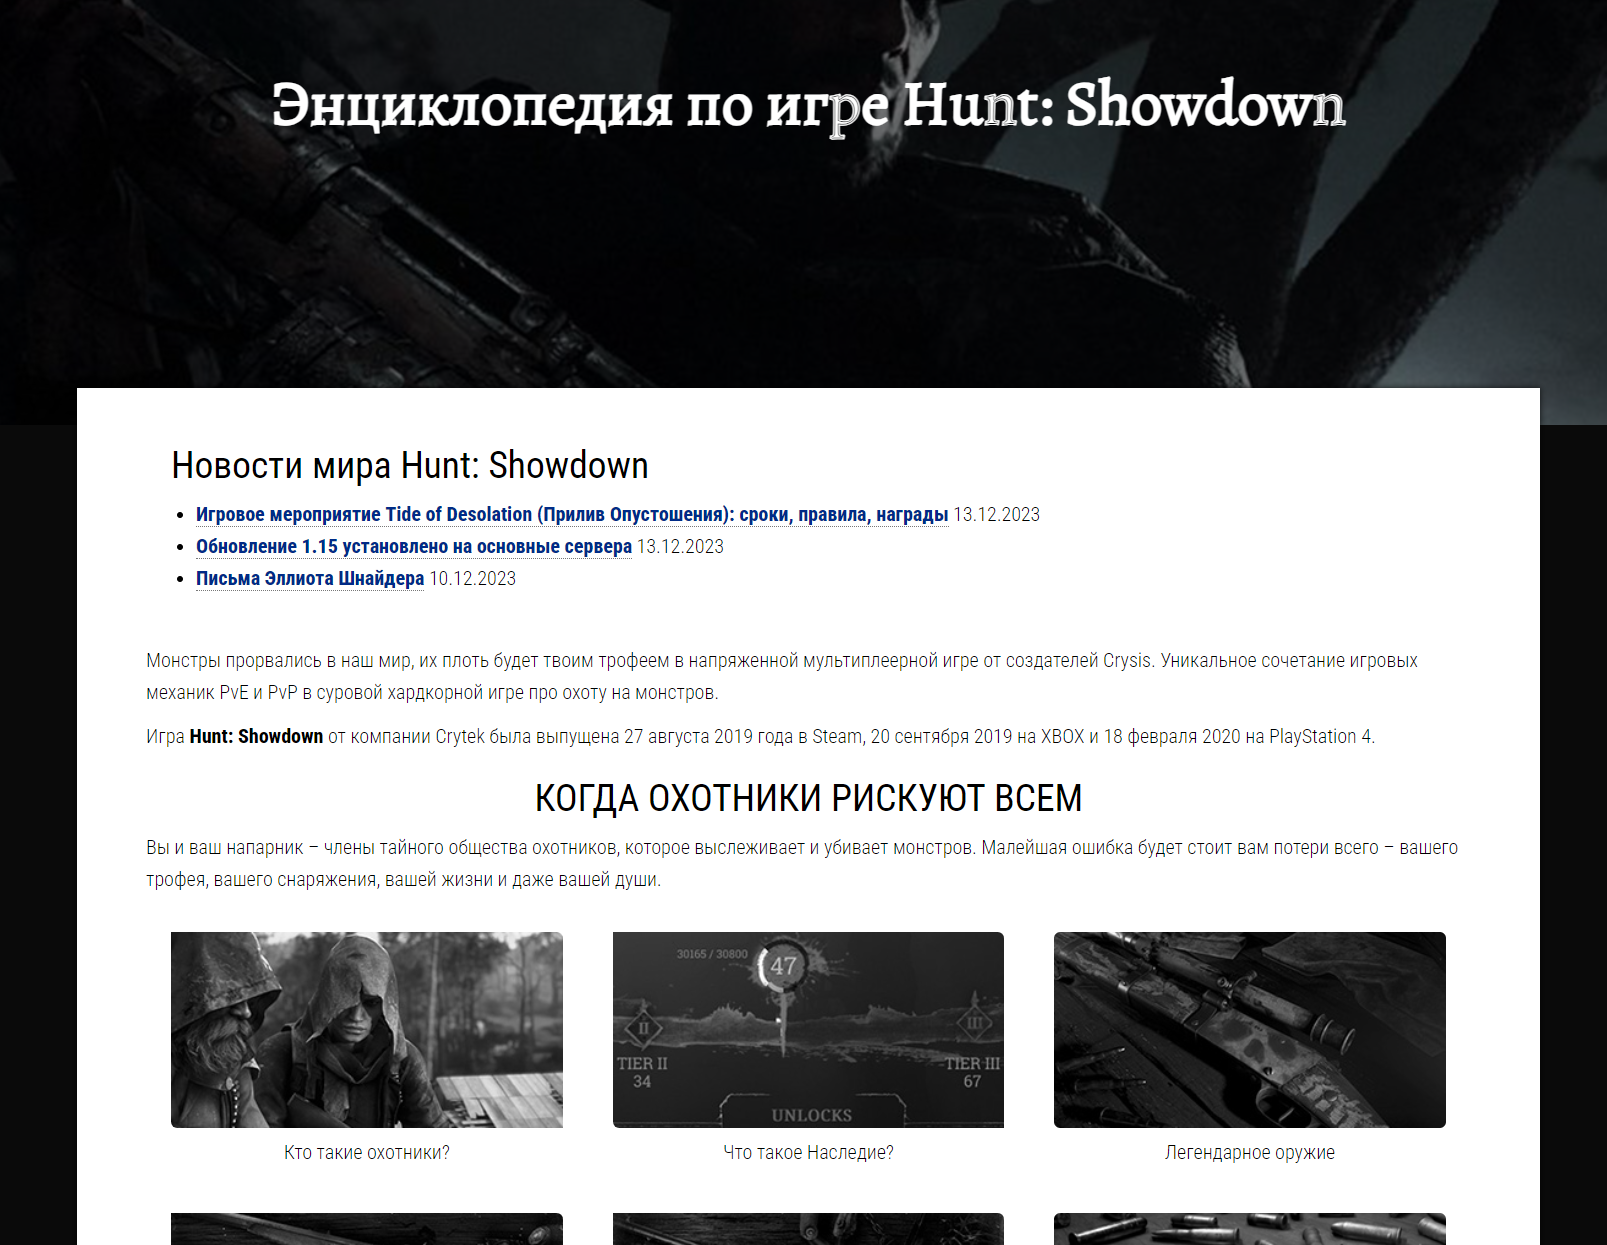 Энциклопедия по игре Hunt: Showdown
Новости мира Hunt: Showdown
Игровое мероприятие Tide of Desolation (Прилив Опустошения): сроки, правила, награды 13.12.2023
Обновление 1.15 установлено на основные сервера 13.12.2023
Письма Эллиота Шнайдера 10.12.2023
Монстры прорвались в наш мир, их плоть будет твоим трофеем в напряженной мультиплеерной игре от создателей Crysis. Уникальное сочетание игровых
механик PvE и PvP в суровой хардкорной игре про охоту на монстров.
Игра Hunt: Showdown от компании Crytek была выпущена 27 августа 2019 года в Steam, 20 сентября 2019 на XBOX и 18 февраля 2020 на PlayStation 4.
КОГДА ОХОТНИКИ РИСКУЮТ ВСЕМ
Вы и ваш напарник – члены тайного общества охотников, которое выслеживает и убивает монстров. Малейшая ошибка будет стоит вам потери всего – вашего
трофея, вашего снаряжения, вашей жизни и даже вашей души.
30165 / 30800
47
II
III
TIER II
TIER III
34
67
UNLOCKS
Кто такие охотники?
Что такое Наследие?
Легендарное оружие